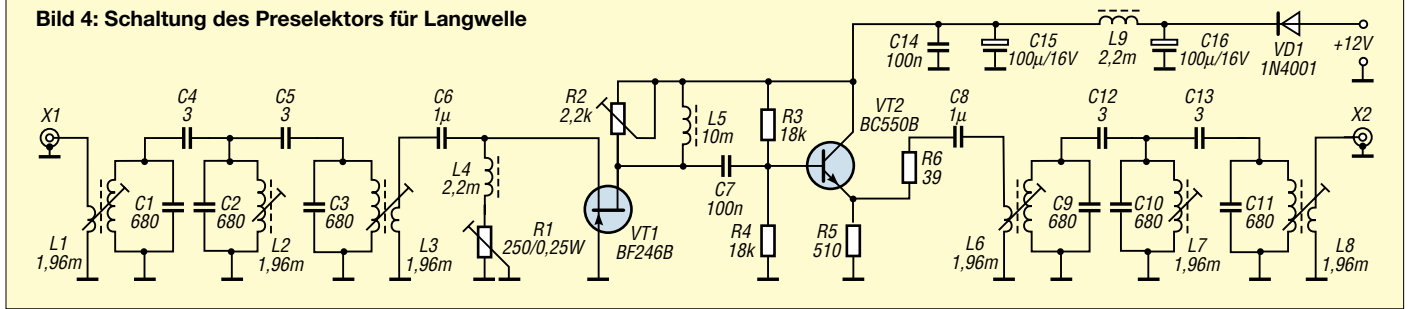 Bild 4: Schaltung des Preselektors für Langwelle
X1
L1
1,96m
C4
3
C1
680
C5
3
C2
680
L2
1,96m
C3
680
L3
1,96m
C6
1µ
L4
2,2m
R1
250/0,25W
R2
2,2k
VT1
BF246B
L5
10m
C7
100n
R3
18k
R4
18k
VT2
BC550B
R5
510
R6
39
C14
100n
C15
100µ/16V
L9
2,2m
C16
100µ/16V
VD1
1N4001
+12V
C8
1µ
L6
1,96m
C12
3
C9
680
C13
3
C10
680
L7
1,96m
C11
680
L8
1,96m
X2